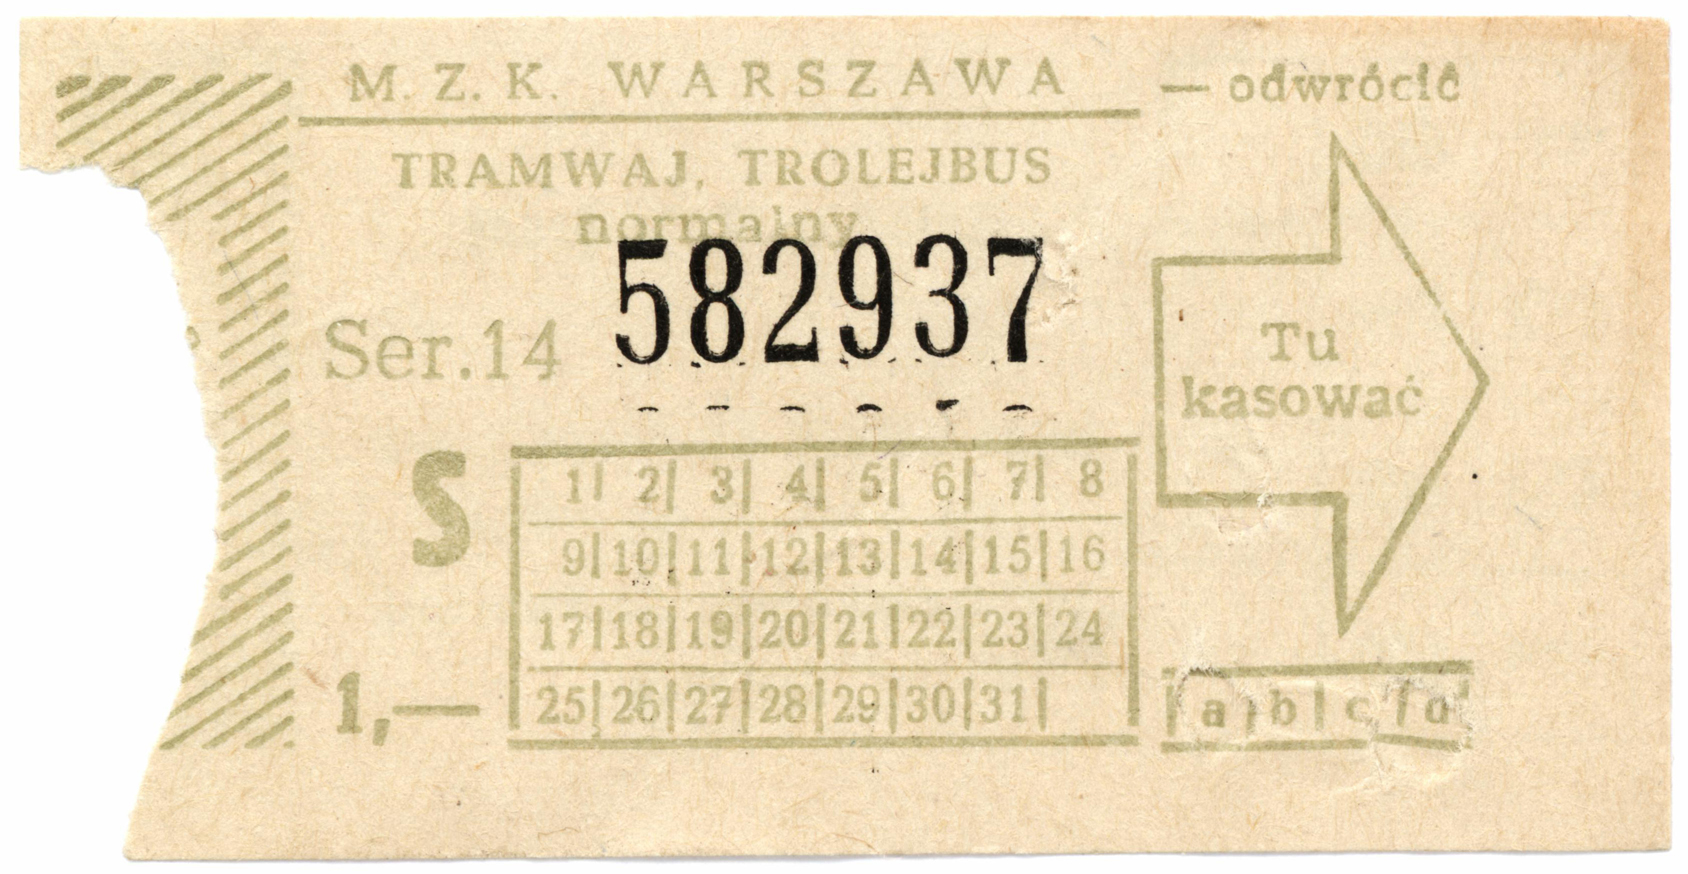 M. Z. K. WARSZAWA
— odwrócić
TRAMWAJ, TROLEJBUS
normalny
582937
Ser.14
Tu
kasować
S
1| 2| 3| 4| 5| 6| 7| 8
9|10|11|12|13|14|15|16
17|18|19|20|21|22|23|24
25|26|27|28|29|30|31|
1,—
|a|b|c|d